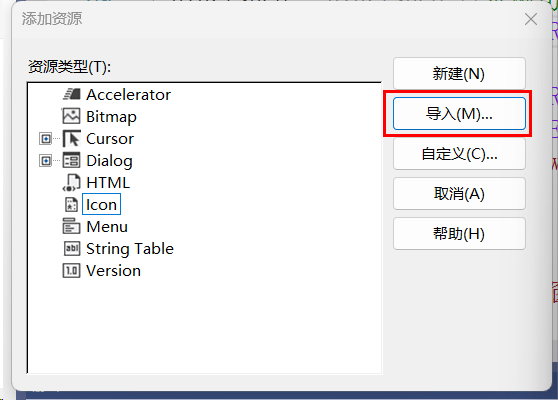 添加资源
资源类型(T):
Accelerator
Bitmap
Cursor
Dialog
HTML
Icon
Menu
String Table
Version
新建(N)
导入(M)...
自定义(C)...
取消(A)
帮助(H)